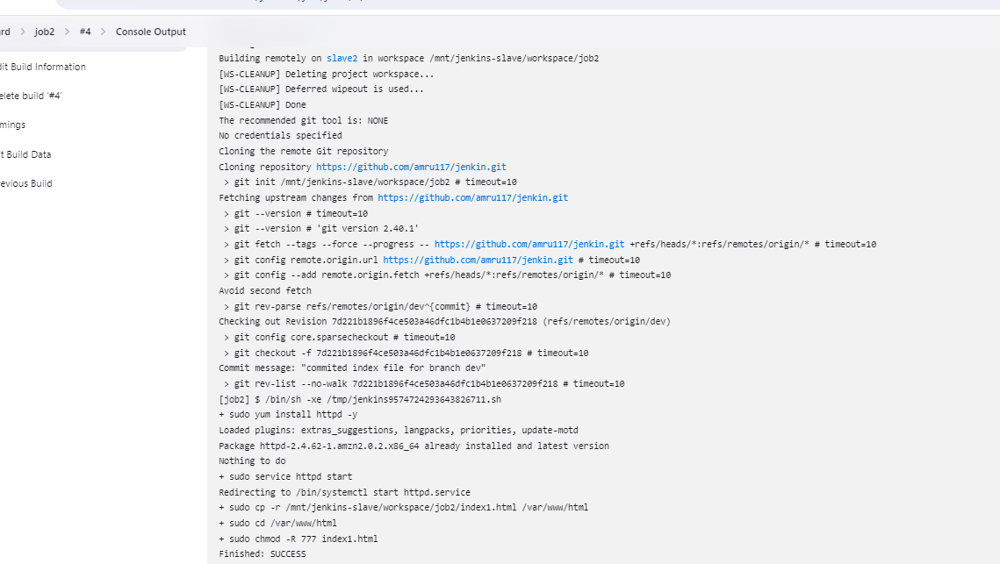 rd > job2 > #4 > Console Output
dit Build Information
elete build '#4'
mings
t Build Data
evious Build
Building remotely on slave2 in workspace /mnt/jenkins-slave/workspace/job2
[WS-CLEANUP] Deleting project workspace...
[WS-CLEANUP] Deferred wipeout is used...
[WS-CLEANUP] Done
The recommended git tool is: NONE
No credentials specified
Cloning the remote Git repository
Cloning repository https://github.com/amru117/jenkin.git
> git init /mnt/jenkins-slave/workspace/job2 # timeout=10
Fetching upstream changes from https://github.com/amru117/jenkin.git
> git --version # timeout=10
> git --version # 'git version 2.40.1'
> git fetch --tags --force --progress -- https://github.com/amru117/jenkin.git +refs/heads/*:refs/remotes/origin/* # timeout=10
> git config remote.origin.url https://github.com/amru117/jenkin.git # timeout=10
> git config --add remote.origin.fetch +refs/heads/*:refs/remotes/origin/* # timeout=10
Avoid second fetch
> git rev-parse refs/remotes/origin/dev^{commit} # timeout=10
Checking out Revision 7d221b1896f4ce503a46dfc1b4b1e0637209f218 (refs/remotes/origin/dev)
> git config core.sparsecheckout # timeout=10
> git checkout -f 7d221b1896f4ce503a46dfc1b4b1e0637209f218 # timeout=10
Commit message: "commited index file for branch dev"
> git rev-list --no-walk 7d221b1896f4ce503a46dfc1b4b1e0637209f218 # timeout=10
[job2] $ /bin/sh -xe /tmp/jenkins9574724293643826711.sh
+ sudo yum install httpd -y
Loaded plugins: extras_suggestions, langpacks, priorities, update-motd
Package httpd-2.4.62-1.amzn2.0.2.x86_64 already installed and latest version
Nothing to do
+ sudo service httpd start
Redirecting to /bin/systemctl start httpd.service
+ sudo cp -r /mnt/jenkins-slave/workspace/job2/index1.html /var/www/html
+ sudo cd /var/www/html
+ sudo chmod -R 777 index1.html
Finished: SUCCESS